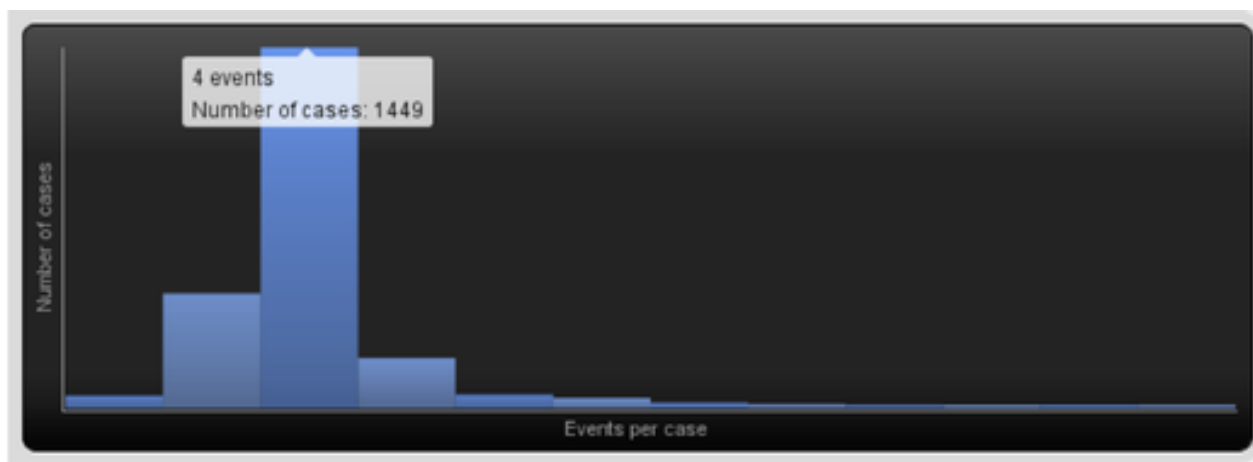 4 events
Number of cases: 1449
Number of cases
Events per case